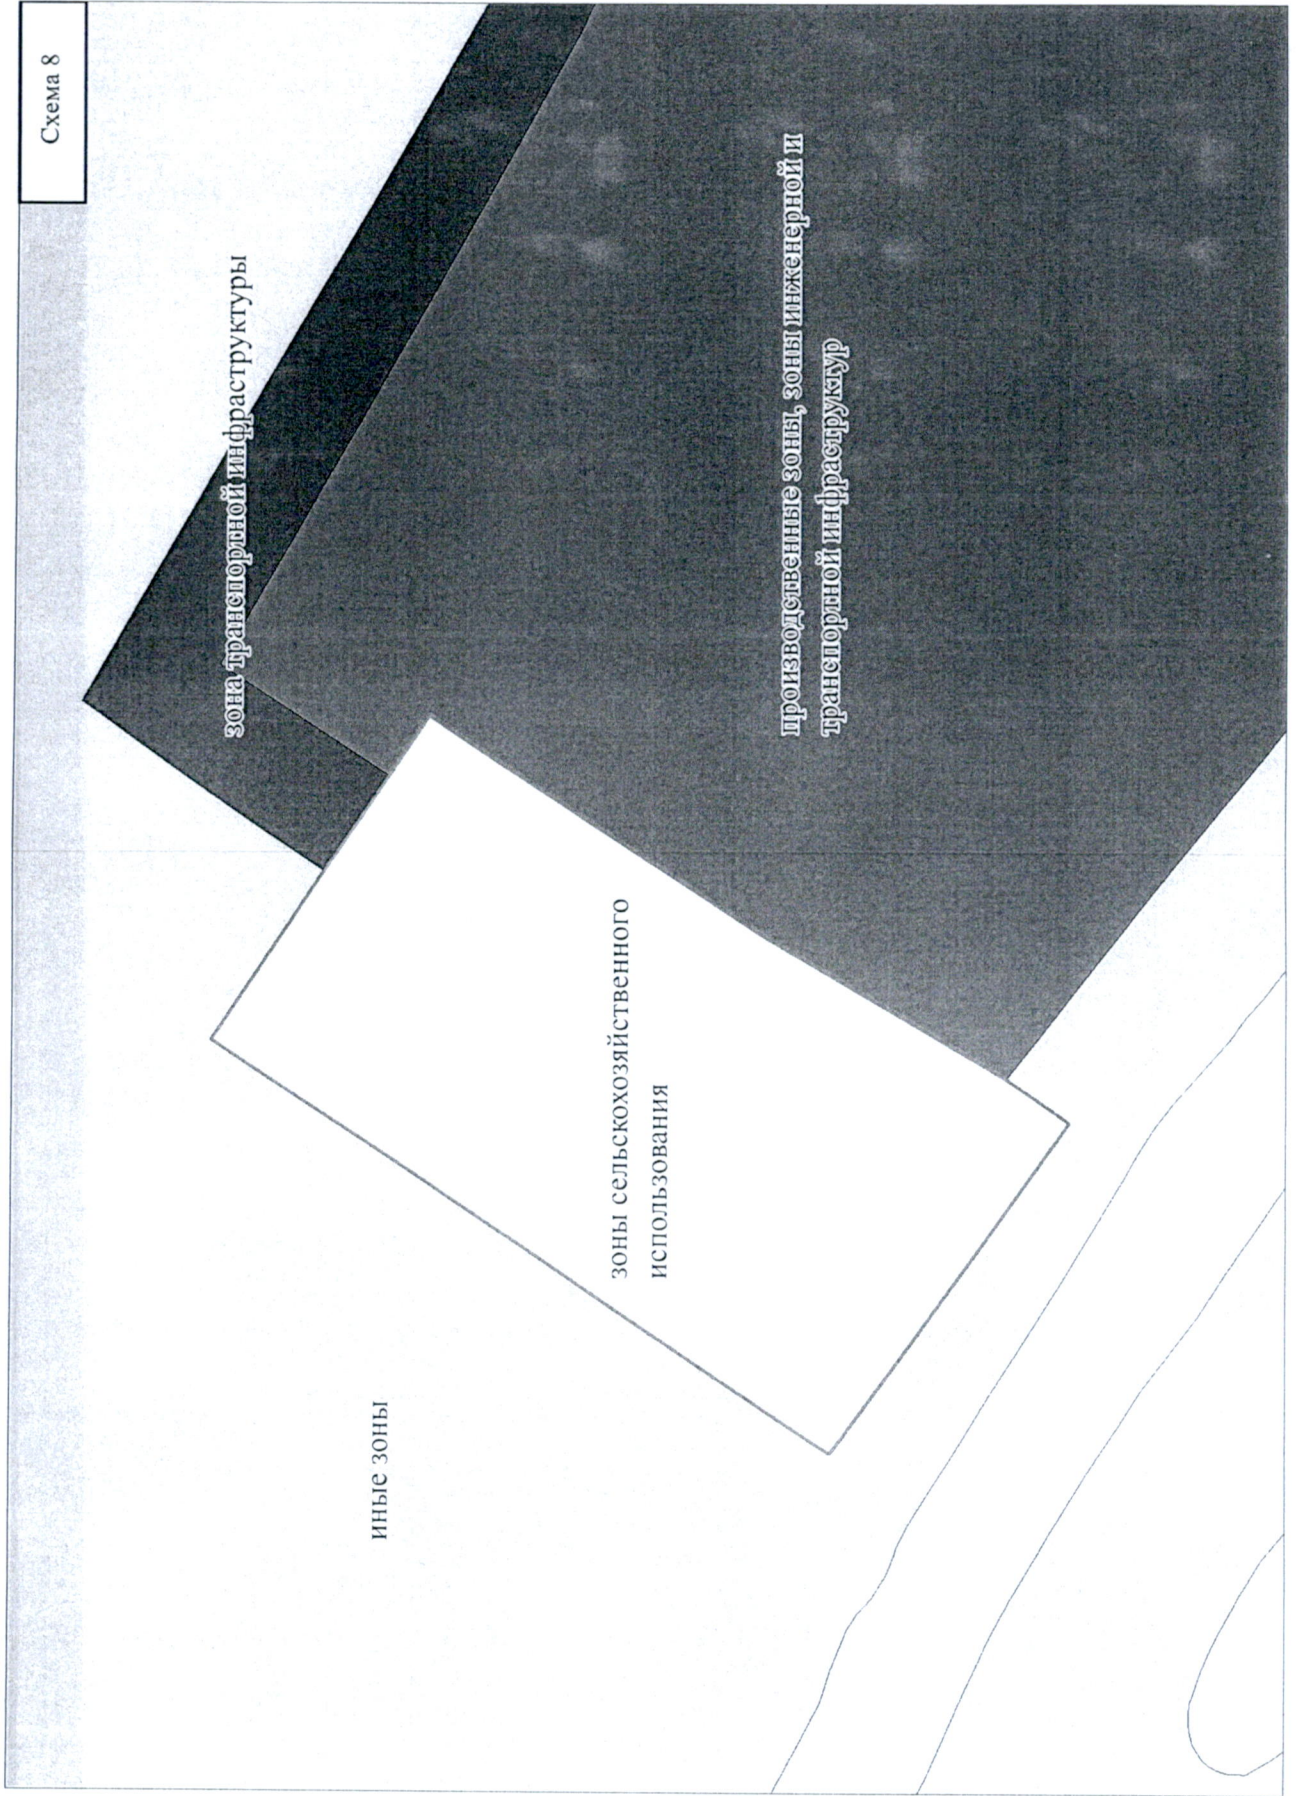 Схема 8
зона транспортной инфраструктуры
производственные зоны, зоны инженерной и
транспортной инфраструктур
зоны сельскохозяйственного
использования
иные зоны